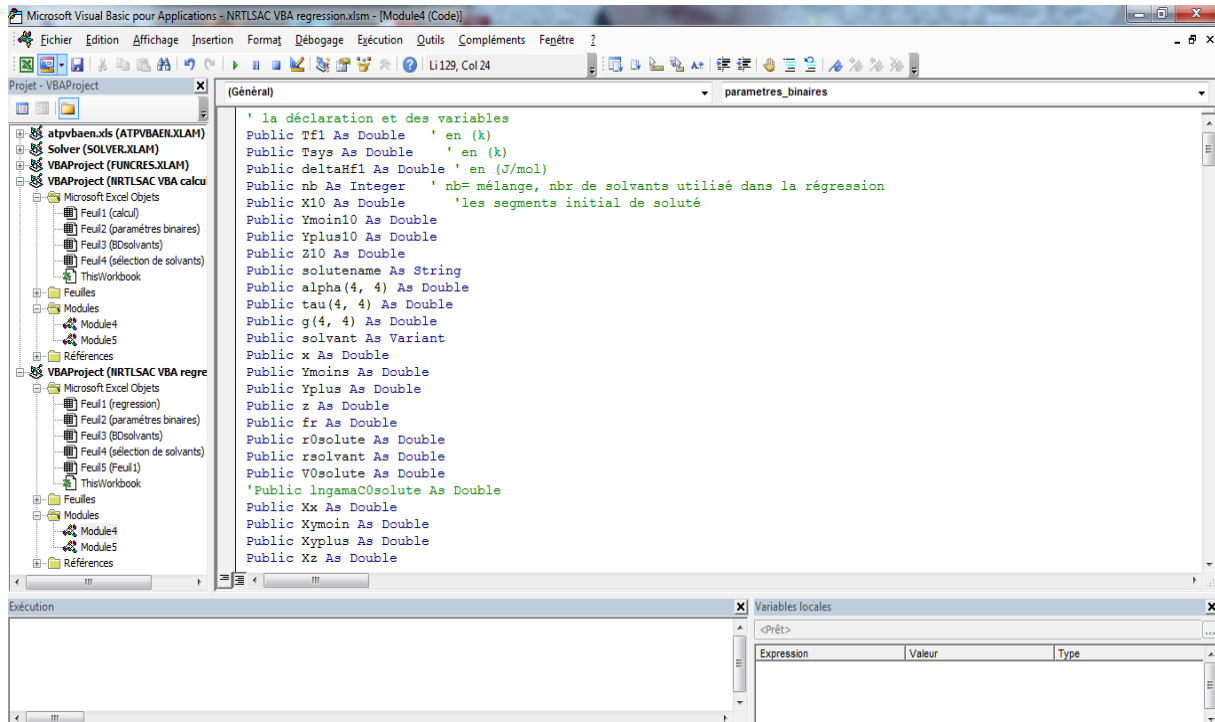 Microsoft Visual Basic pour Applications - NRTLSAC VBA regression.xlsm - [Module4 (Code)]
Fichier Edition Affichage Insertion Format Débogage Exécution Outils Compléments Fenêtre ?
Li 129, Col 24
Projet - VBAProject
(Général)
parametres_binaires
atpvbaen.xls (ATPVBAEN.XLAM)
Solver (SOLVER.XLAM)
VBAProject (FUNCRES.XLAM)
VBAProject (NRTLSAC VBA calcu
Microsoft Excel Objets
Feuil1 (calcul)
Feuil2 (paramétres binaires)
Feuil3 (BDsolvants)
Feuil4 (sélection de solvants)
ThisWorkbook
Feuilles
Modules
Module4
Module5
Références
VBAProject (NRTLSAC VBA regre
Microsoft Excel Objets
Feuil1 (regression)
Feuil2 (paramétres binaires)
Feuil3 (BDsolvants)
Feuil4 (sélection de solvants)
Feuil5 (Feuil1)
ThisWorkbook
Feuilles
Modules
Module4
Module5
Références
' la déclaration et des variables
Public Tf1 As Double ' en (k)
Public Tsys As Double ' en (k)
Public deltaHf1 As Double ' en (J/mol)
Public nb As Integer ' nb= mélange, nbr de solvants utilisé dans la régression
Public X10 As Double 'les segments initial de soluté
Public Ymoin10 As Double
Public Yplus10 As Double
Public Z10 As Double
Public solutename As String
Public alpha(4, 4) As Double
Public tau(4, 4) As Double
Public g(4, 4) As Double
Public solvant As Variant
Public x As Double
Public Ymoins As Double
Public Yplus As Double
Public z As Double
Public fr As Double
Public r0solute As Double
Public rsolvant As Double
Public V0solute As Double
'Public lngamaC0solute As Double
Public Xx As Double
Public Xymoin As Double
Public Xyplus As Double
Public Xz As Double
Exécution
Variables locales
<Prêt>
Expression Valeur Type